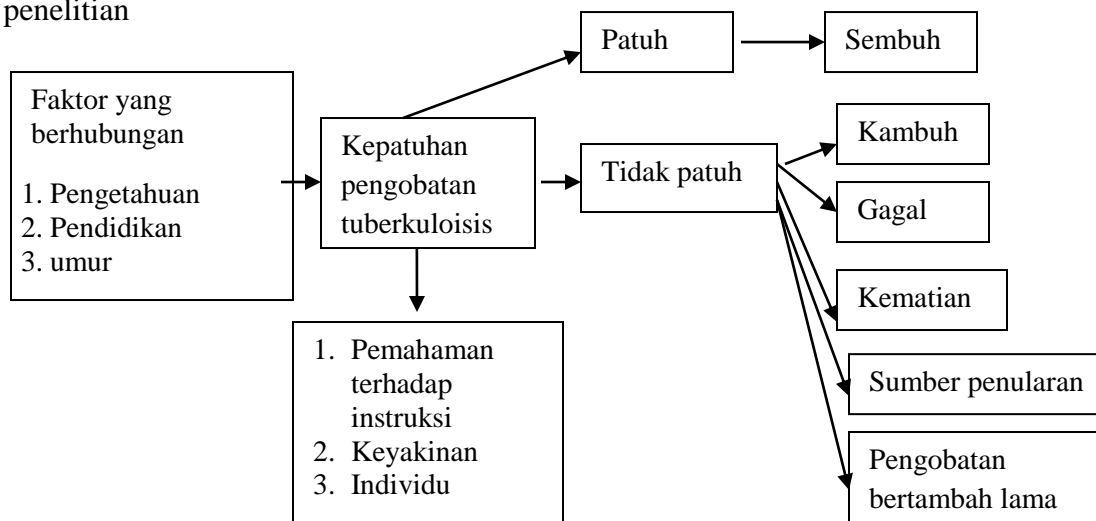 penelitian
Faktor yang
berhubungan
1. Pengetahuan
2. Pendidikan
3. umur
Kepatuhan
pengobatan
tuberkuloisis
1. Pemahaman
terhadap
instruksi
2. Keyakinan
3. Individu
Patuh
Sembuh
Tidak patuh
Kambuh
Gagal
Kematian
Sumber penularan
Pengobatan
bertambah lama